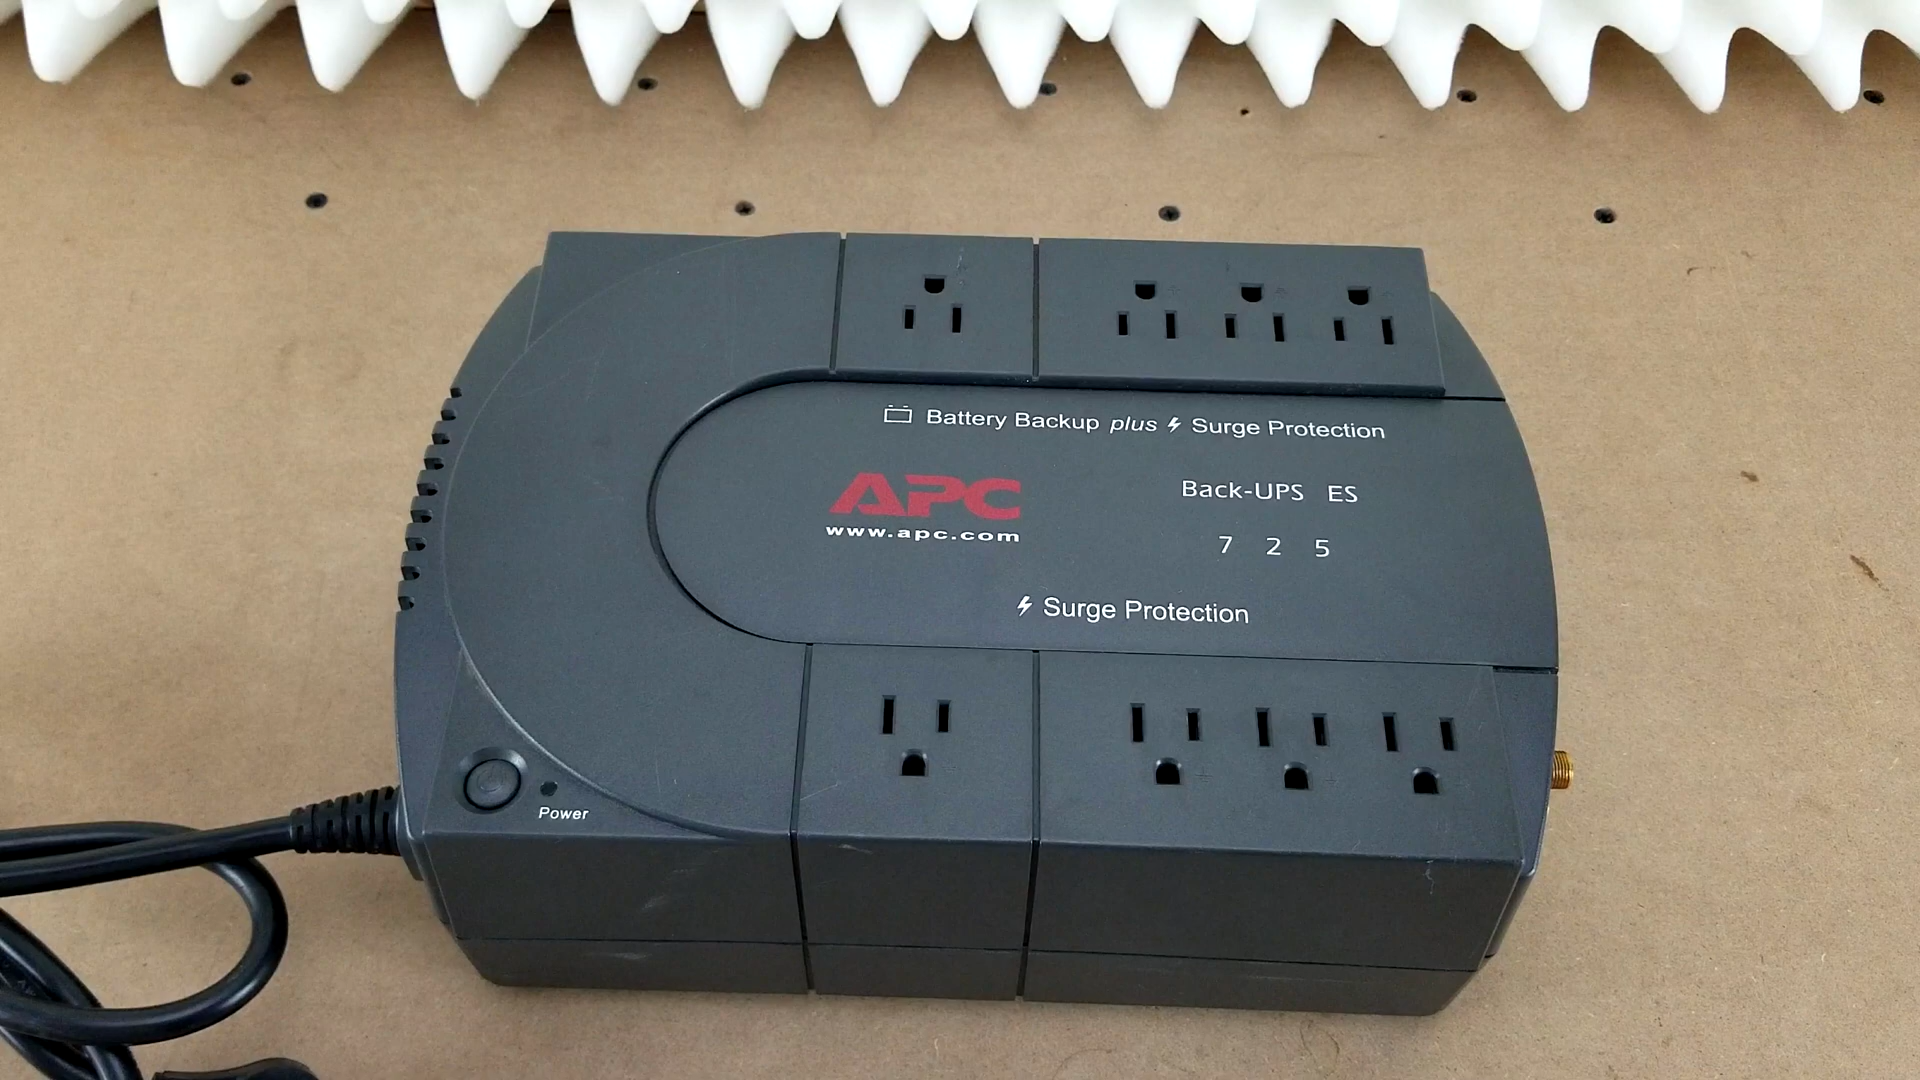 Battery Backup plus Surge Protection
APC
www.apc.com
Back-UPS ES
7 2 5
Surge Protection
Power